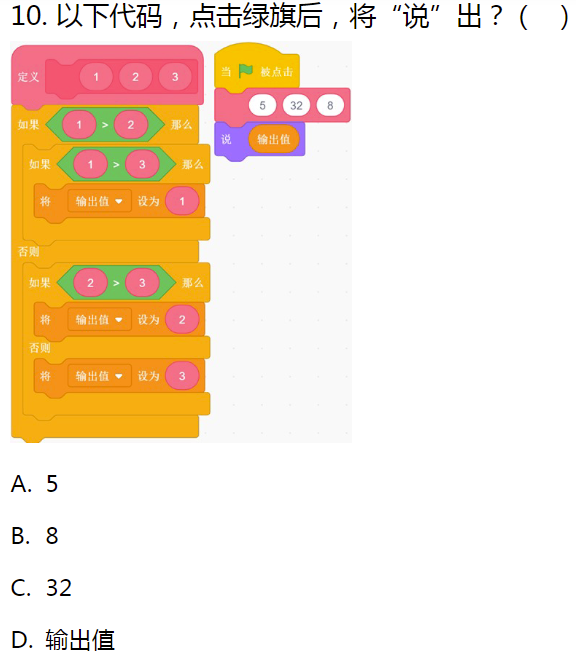 10. 以下代码，点击绿旗后，将“说”出？（ ）
定义 1 2 3
如果 1 > 2 那么
如果 1 > 3 那么
将 输出值 设为 1
否则
如果 2 > 3 那么
将 输出值 设为 2
否则
将 输出值 设为 3
当 被点击
5 32 8
说 输出值
A. 5
B. 8
C. 32
D. 输出值